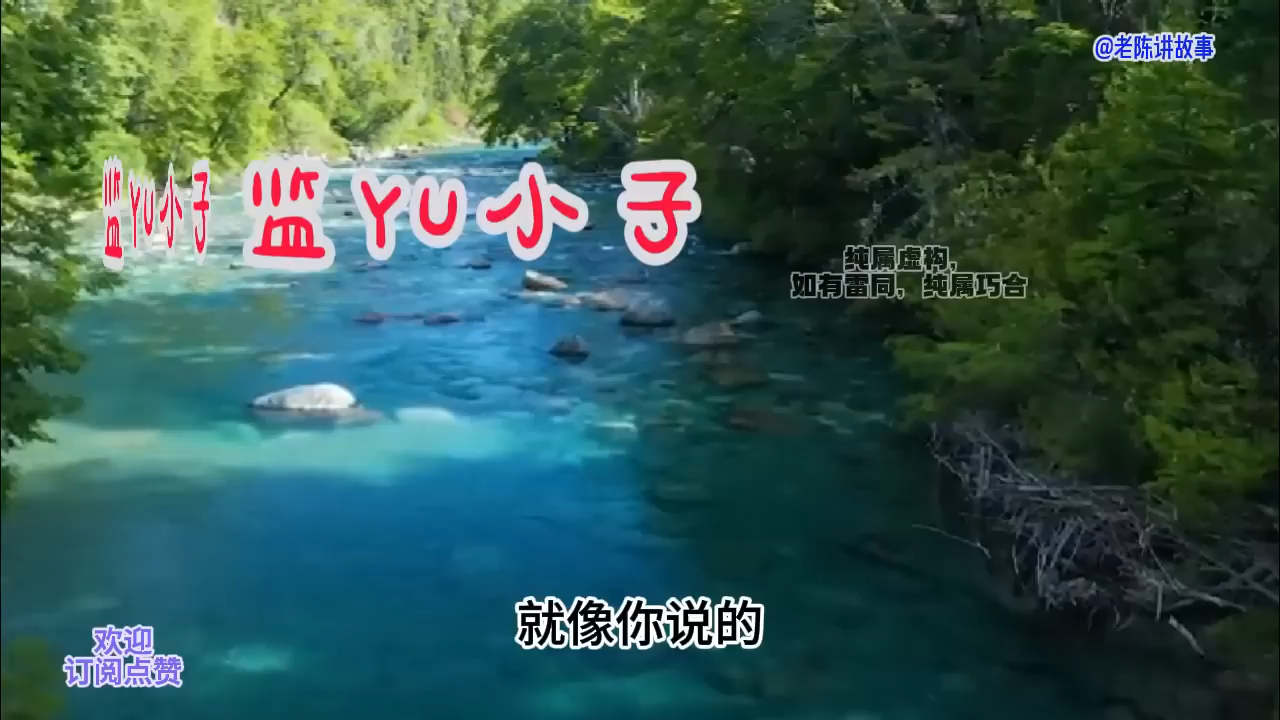 @老陈讲故事
监YU小子
监YU小子
纯属虚构,
如有雷同，纯属巧合
就像你说的
欢迎
订阅点赞